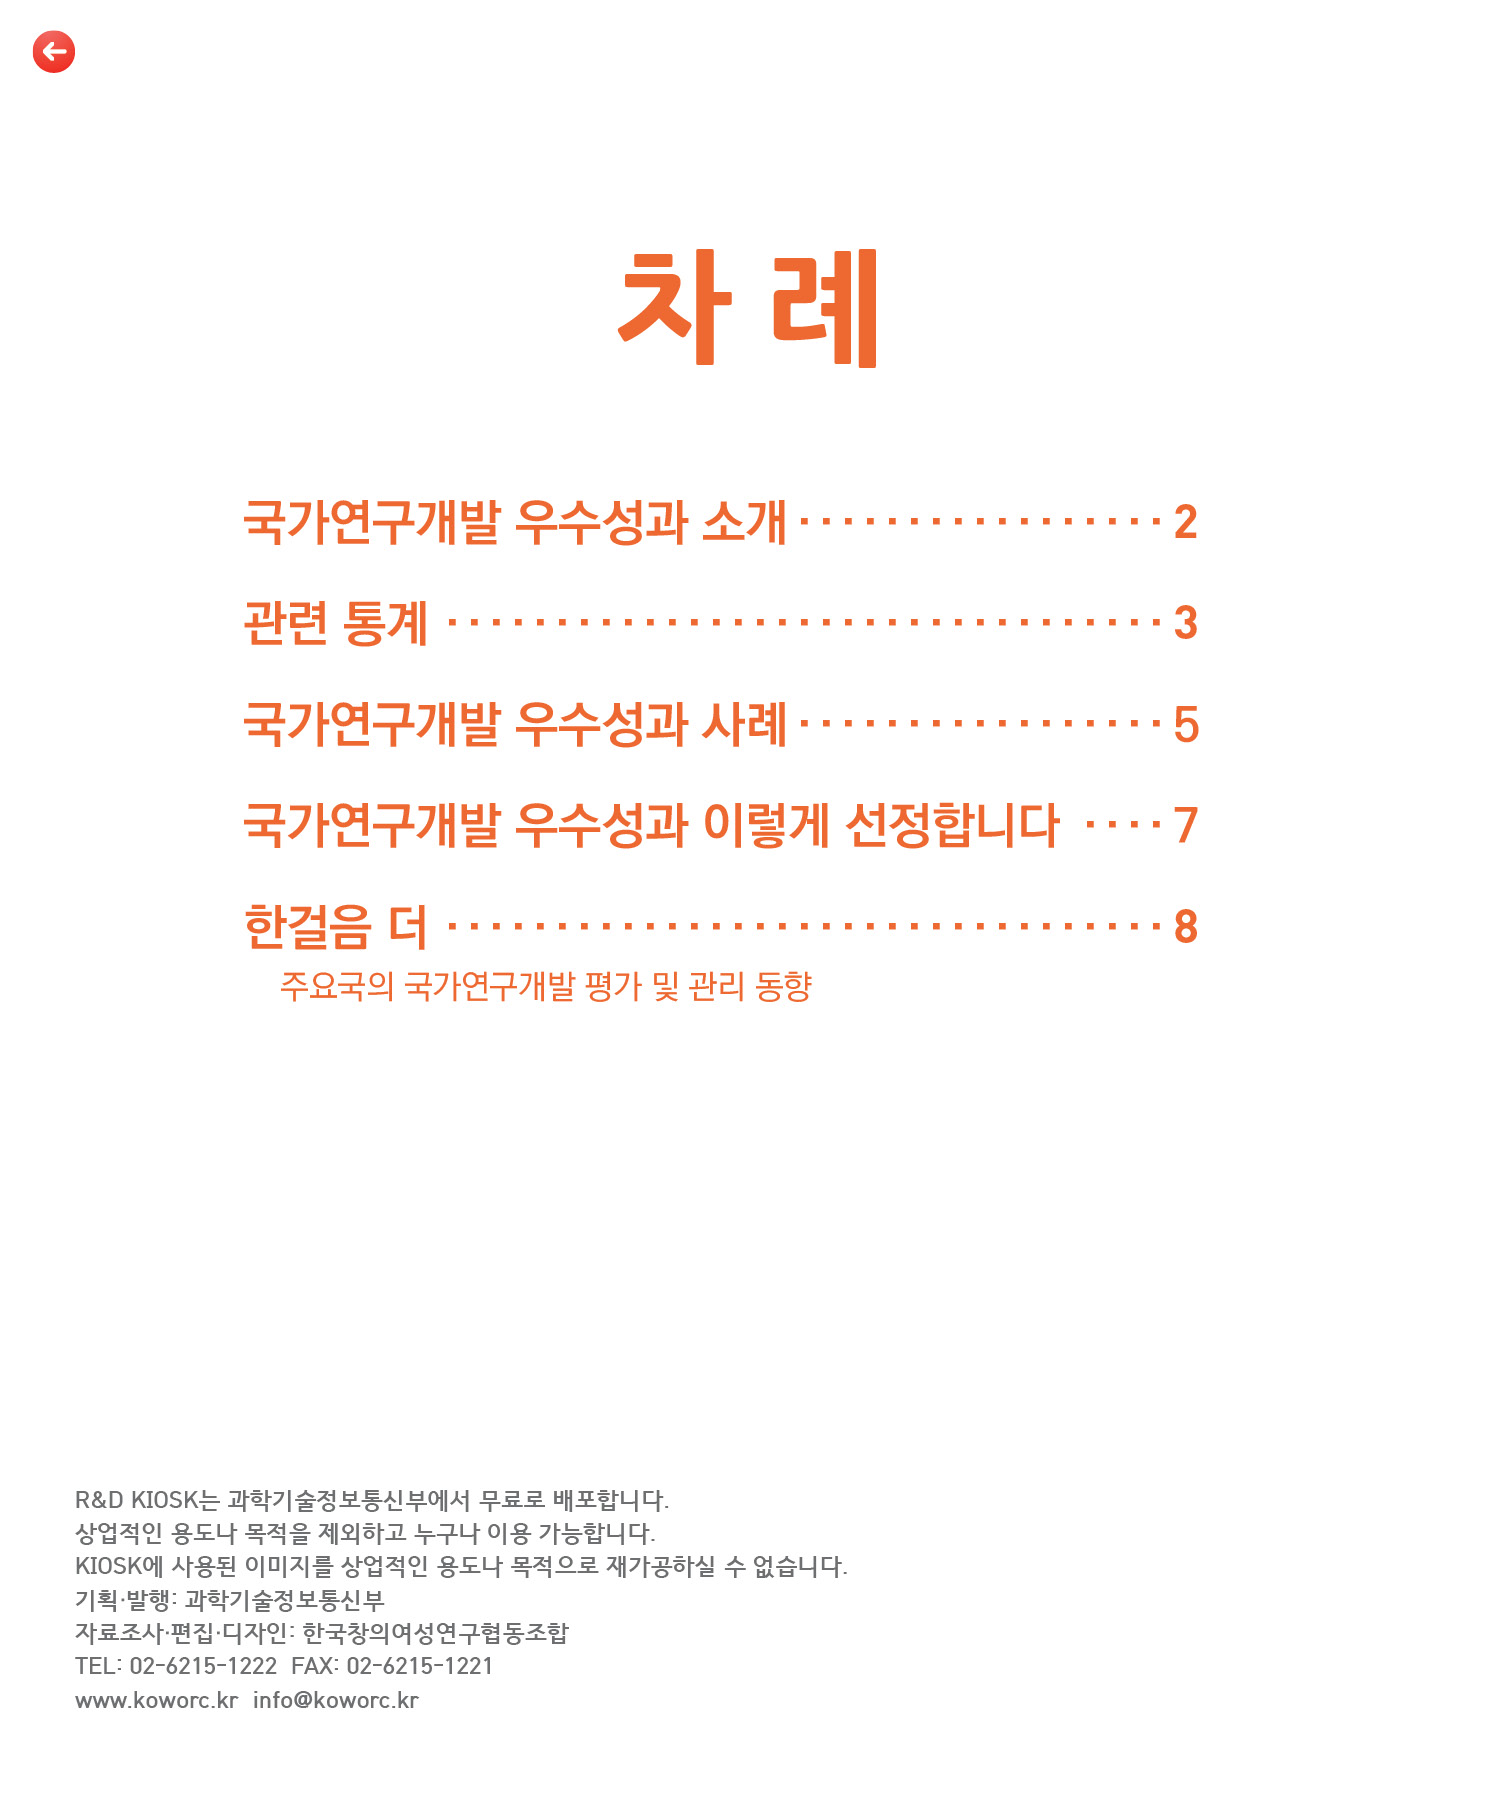 차 례
국가연구개발 우수성과 소개 ················· 2
관련 통계 ································· 3
국가연구개발 우수성과 사례 ················· 5
국가연구개발 우수성과 이렇게 선정합니다 ···· 7
한걸음 더 ································· 8
주요국의 국가연구개발 평가 및 관리 동향
R&D KIOSK는 과학기술정보통신부에서 무료로 배포합니다.
상업적인 용도나 목적을 제외하고 누구나 이용 가능합니다.
KIOSK에 사용된 이미지를 상업적인 용도나 목적으로 재가공하실 수 없습니다.
기획·발행: 과학기술정보통신부
자료조사·편집·디자인: 한국창의여성연구협동조합
TEL: 02-6215-1222 FAX: 02-6215-1221
www.koworc.kr info@koworc.kr